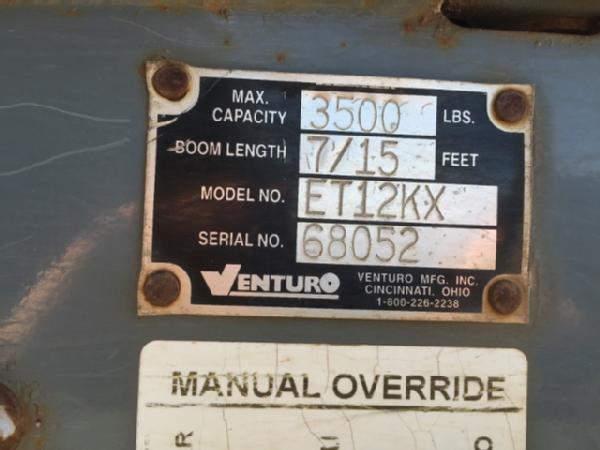 MAX. CAPACITY 3500 LBS.
BOOM LENGTH 7/15 FEET
MODEL NO. ET12KX
SERIAL NO. 68052
VENTURO
VENTURO MFG. INC.
CINCINNATI, OHIO
1-800-226-2238
MANUAL OVERRIDE